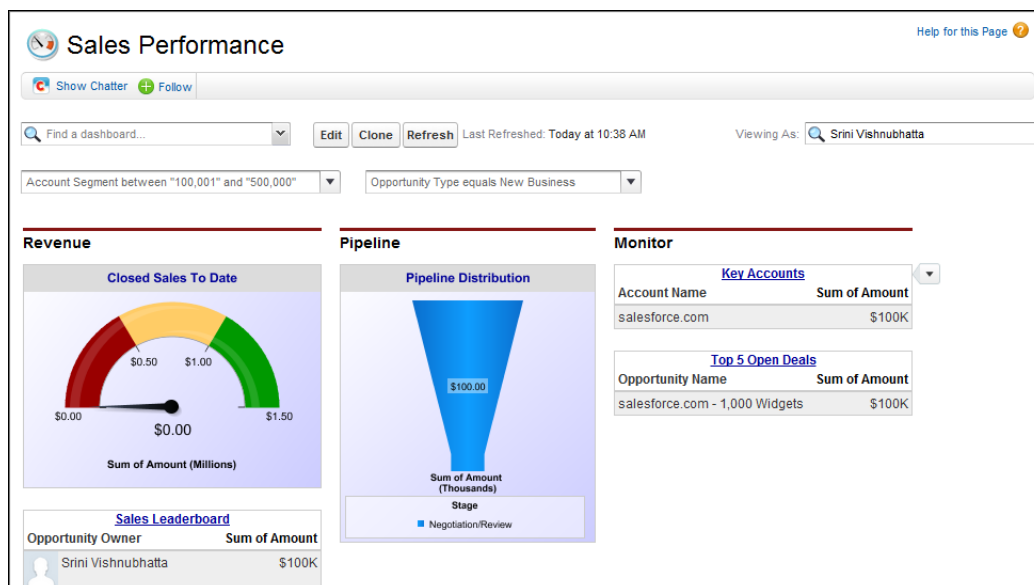 Sales Performance
Help for this Page
Show Chatter Follow
Find a dashboard... Edit Clone Refresh Last Refreshed: Today at 10:38 AM Viewing As: Srini Vishnubhatta
Account Segment between "100,001" and "500,000" Opportunity Type equals New Business
Revenue
Closed Sales To Date
$0.50 $1.00
$0.00 $1.50
$0.00
Sum of Amount (Millions)
Sales Leaderboard
Opportunity Owner Sum of Amount
Srini Vishnubhatta $100K
Pipeline
Pipeline Distribution
$100.00
Sum of Amount
(Thousands)
Stage
Negotiation/Review
Monitor
Key Accounts
Account Name Sum of Amount
salesforce.com $100K
Top 5 Open Deals
Opportunity Name Sum of Amount
salesforce.com - 1,000 Widgets $100K